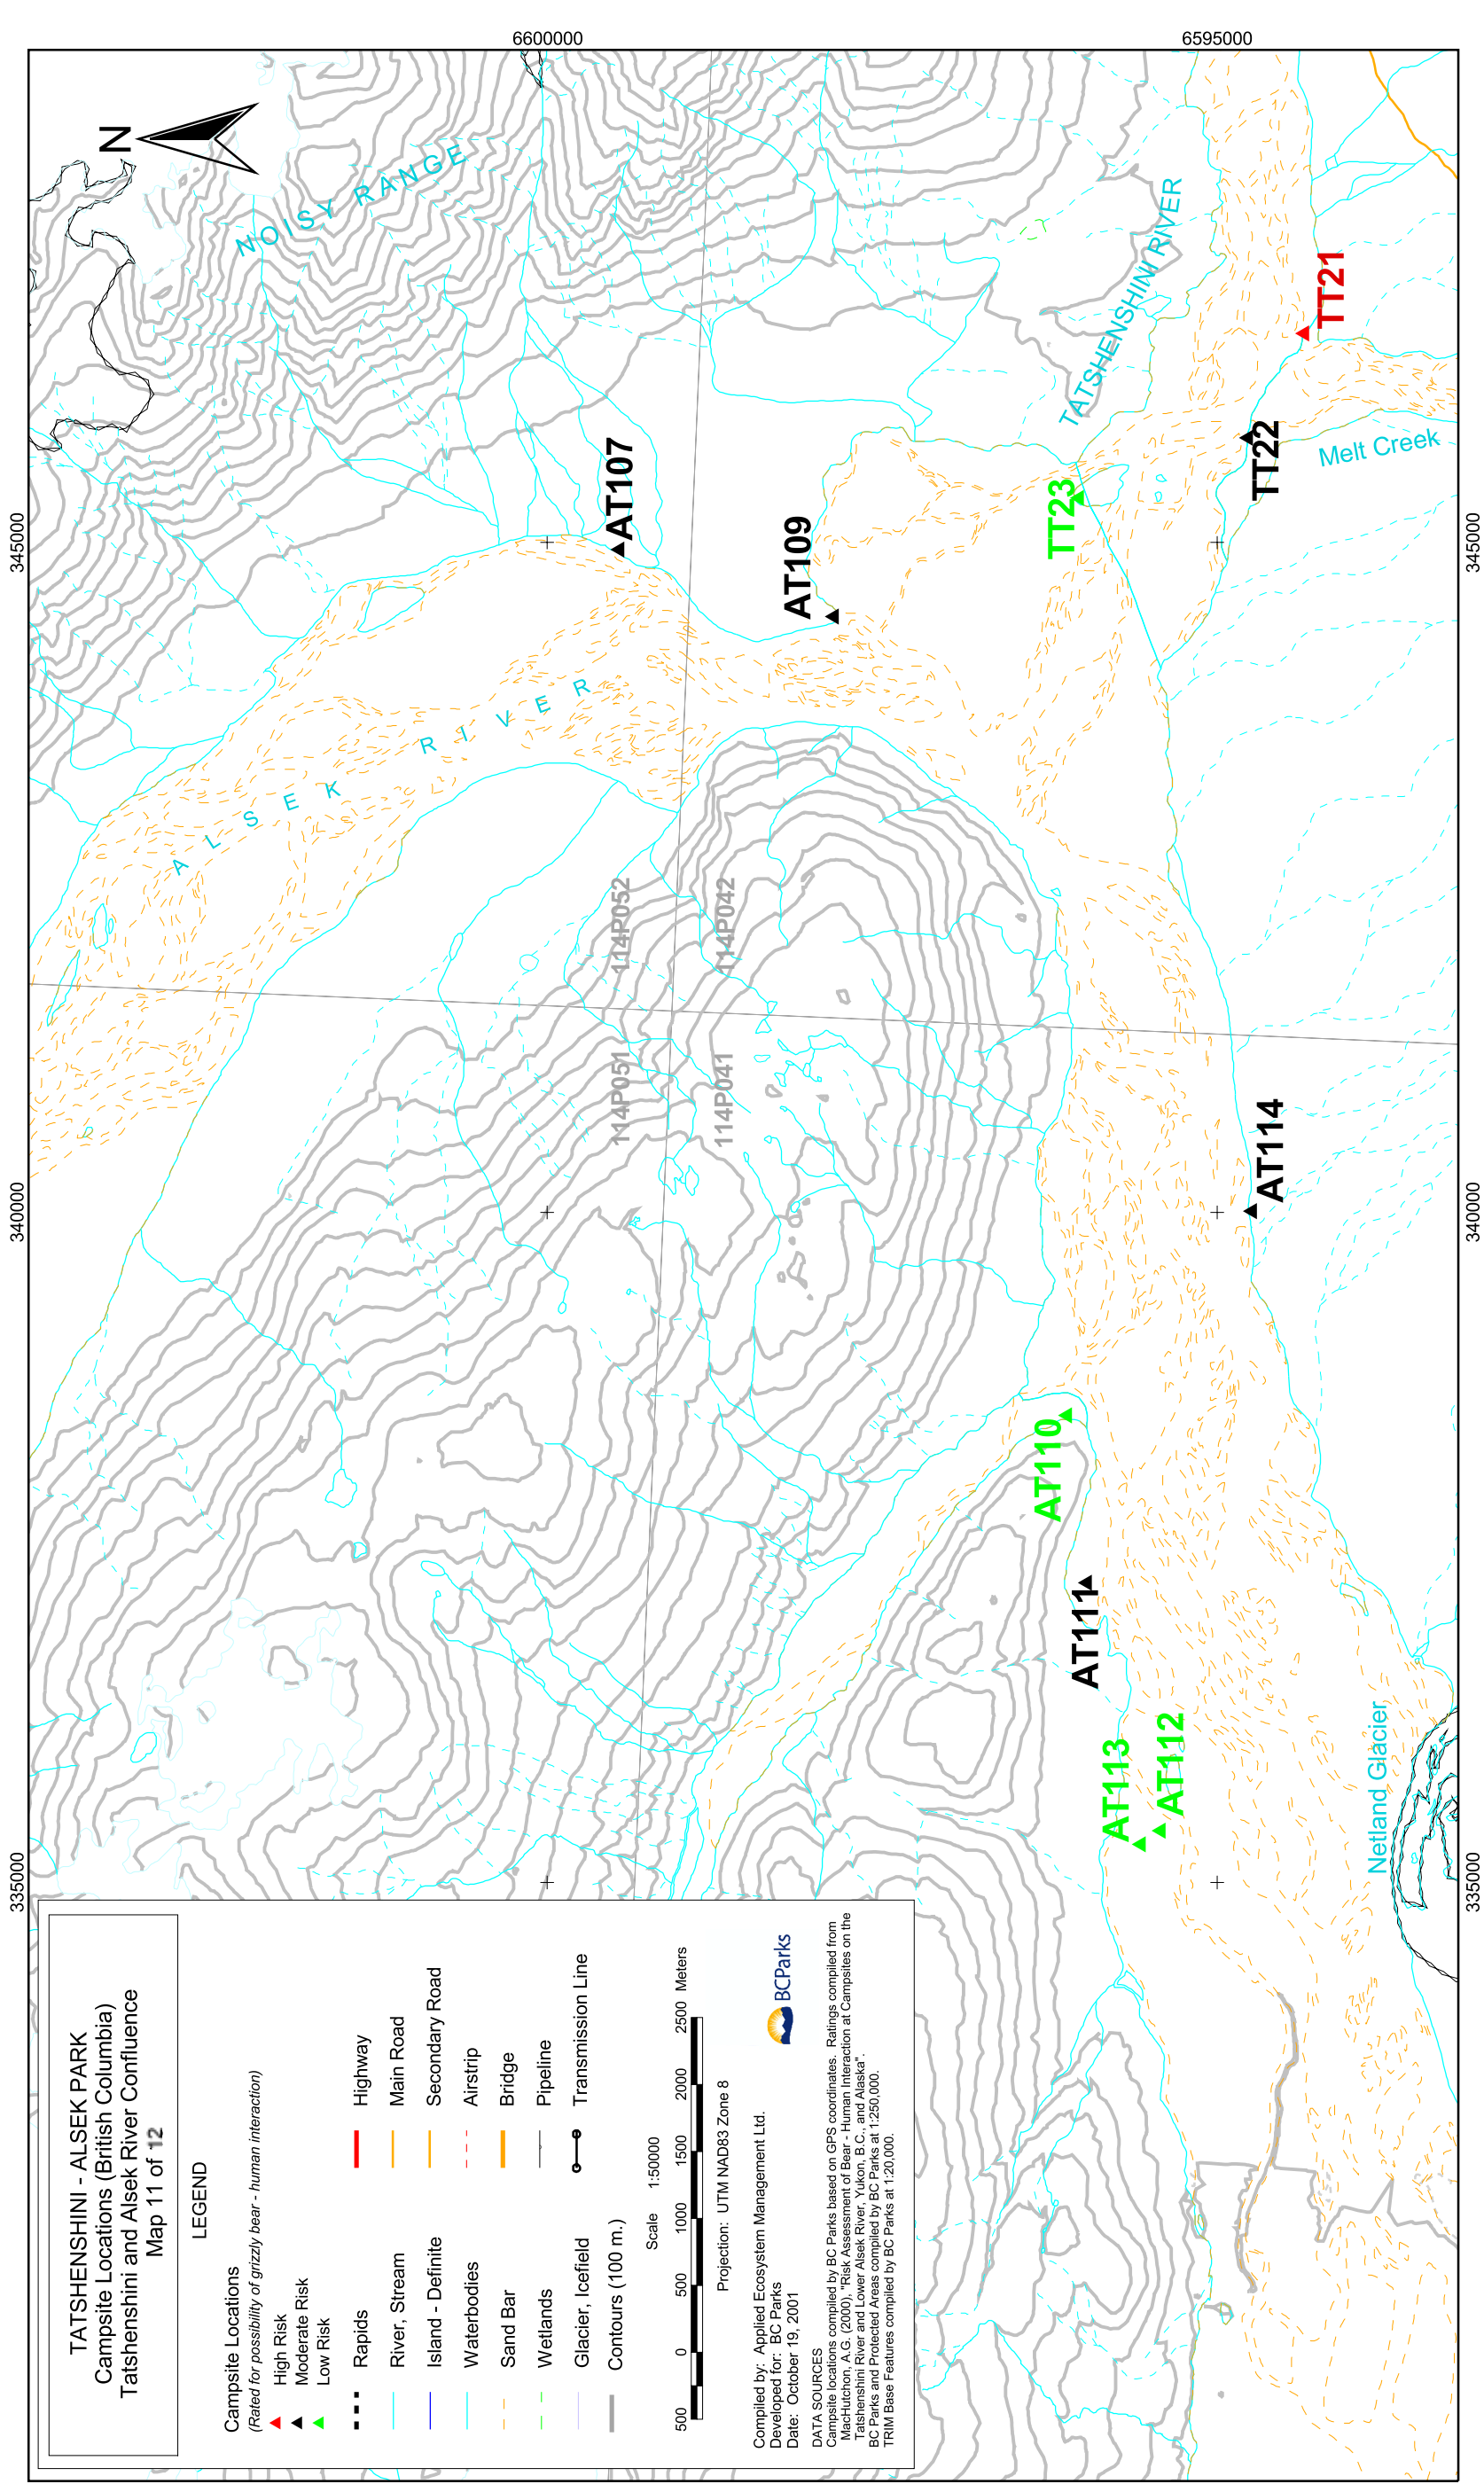 6600000
6595000
345000
345000
340000
340000
335000
335000
N
NOISY RANGE
ALSEK RIVER
TATSHENSHINI RIVER
Melt Creek
Netland Glacier
TT21
TT22
TT23
AT107
AT109
AT114
AT110
AT111
AT112
AT113
114P052
114P042
114P051
114P041
TATSHENSHINI - ALSEK PARK
Campsite Locations (British Columbia)
Tatshenshini and Alsek River Confluence
Map 11 of 12
LEGEND
Campsite Locations
(Rated for possibility of grizzly bear - human interaction)
High Risk
Moderate Risk
Low Risk
Rapids
River, Stream
Island - Definite
Waterbodies
Sand Bar
Wetlands
Glacier, Icefield
Contours (100 m.)
Highway
Main Road
Secondary Road
Airstrip
Bridge
Pipeline
Transmission Line
Scale 1:50000
500 0 500 1000 1500 2000 2500 Meters
Projection: UTM NAD83 Zone 8
Compiled by: Applied Ecosystem Management Ltd.
Developed for: BC Parks
Date: October 19, 2001
BCParks
DATA SOURCES
Campsite locations compiled by BC Parks based on GPS coordinates. Ratings compiled from
MacHutchon, A.G. (2000), "Risk Assessment of Bear - Human Interaction at Campsites on the
Tatshenshini River and Lower Alsek River, Yukon, B.C., and Alaska".
BC Parks and Protected Areas compiled by BC Parks at 1:250,000.
TRIM Base Features compiled by BC Parks at 1:20,000.